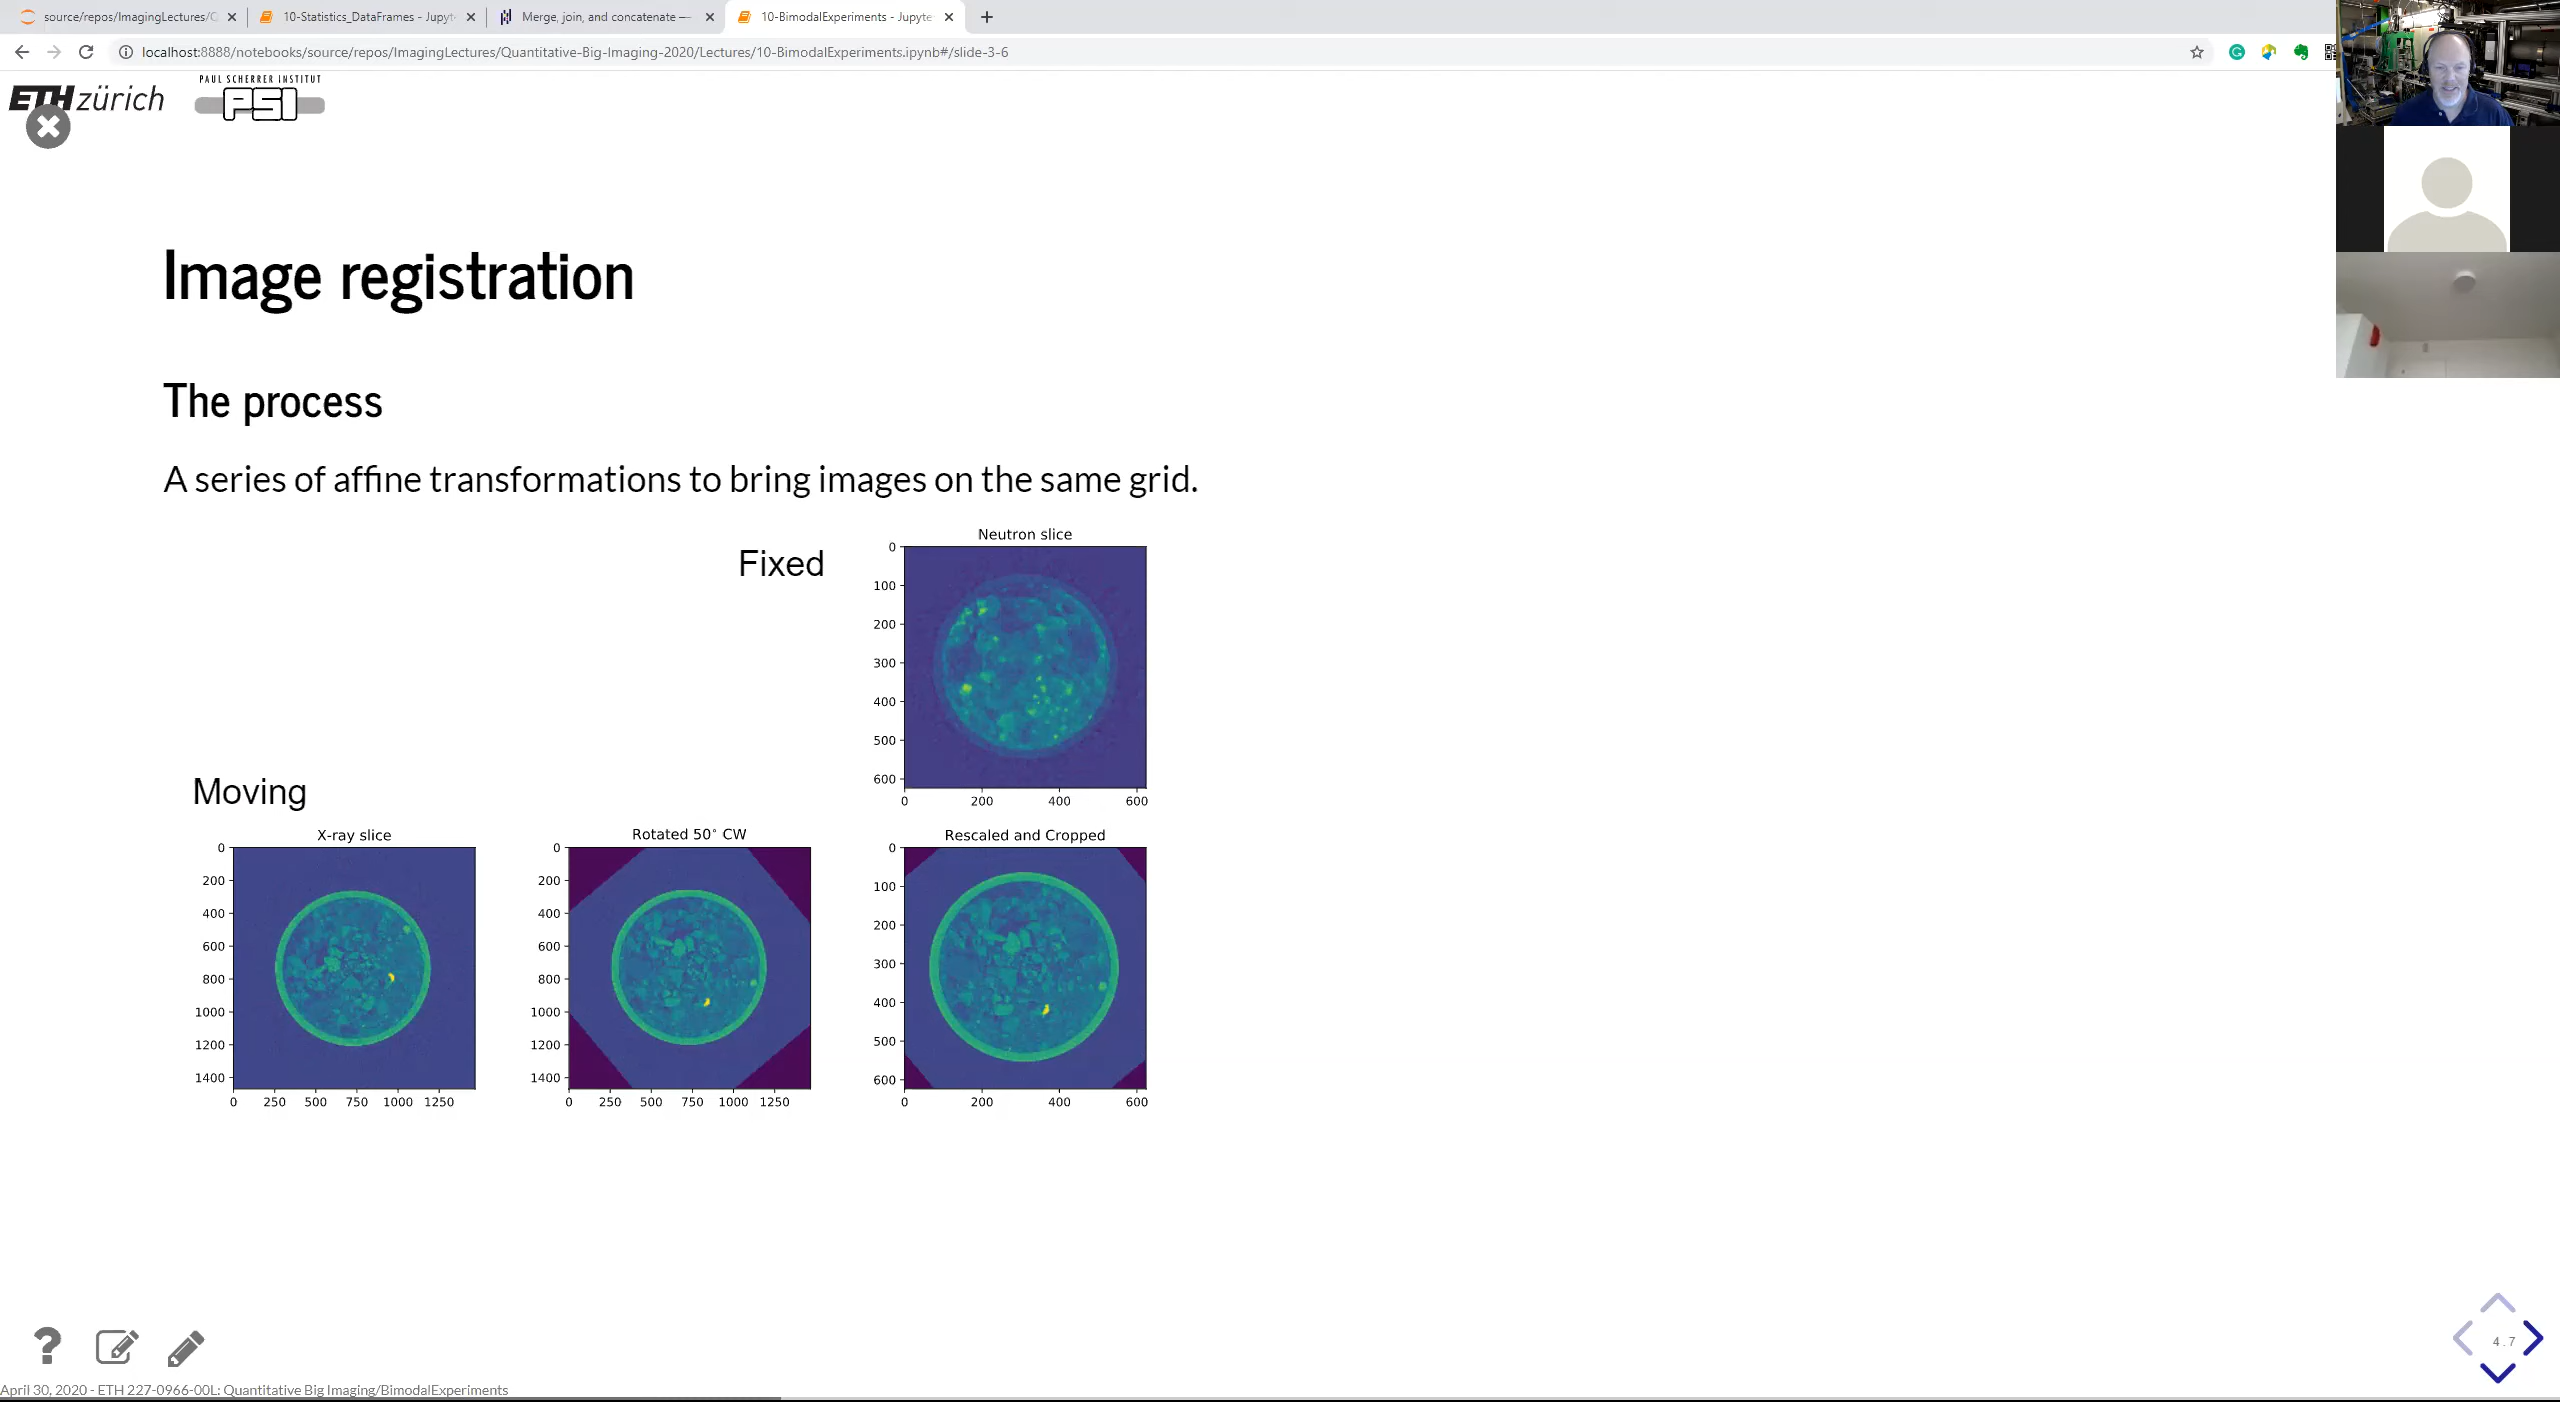 source/repos/ImagingLectures/Q
10-Statistics_DataFrames - Jupyt
Merge, join, and concatenate —
10-BimodalExperiments - Jupyte
localhost:8888/notebooks/source/repos/ImagingLectures/Quantitative-Big-Imaging-2020/Lectures/10-BimodalExperiments.ipynb#/slide-3-6
ETH zürich
PAUL SCHERRER INSTITUT
PSI
Image registration
The process
A series of affine transformations to bring images on the same grid.
Fixed
Neutron slice
0
100
200
300
400
500
600
0 200 400 600
Moving
X-ray slice
0
200
400
600
800
1000
1200
1400
0 250 500 750 1000 1250
Rotated 50° CW
0
200
400
600
800
1000
1200
1400
0 250 500 750 1000 1250
Rescaled and Cropped
0
100
200
300
400
500
600
0 200 400 600
4.7
April 30, 2020 - ETH 227-0966-00L: Quantitative Big Imaging/BimodalExperiments